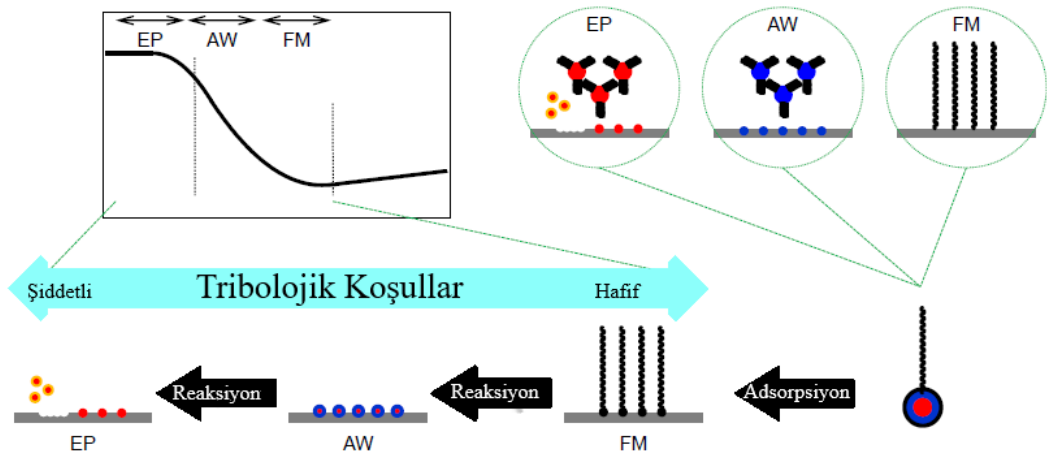 EP AW FM
EP AW FM
Şiddetli Tribolojik Koşullar Hafif
Reaksiyon Reaksiyon Adsorpsiyon
EP AW FM